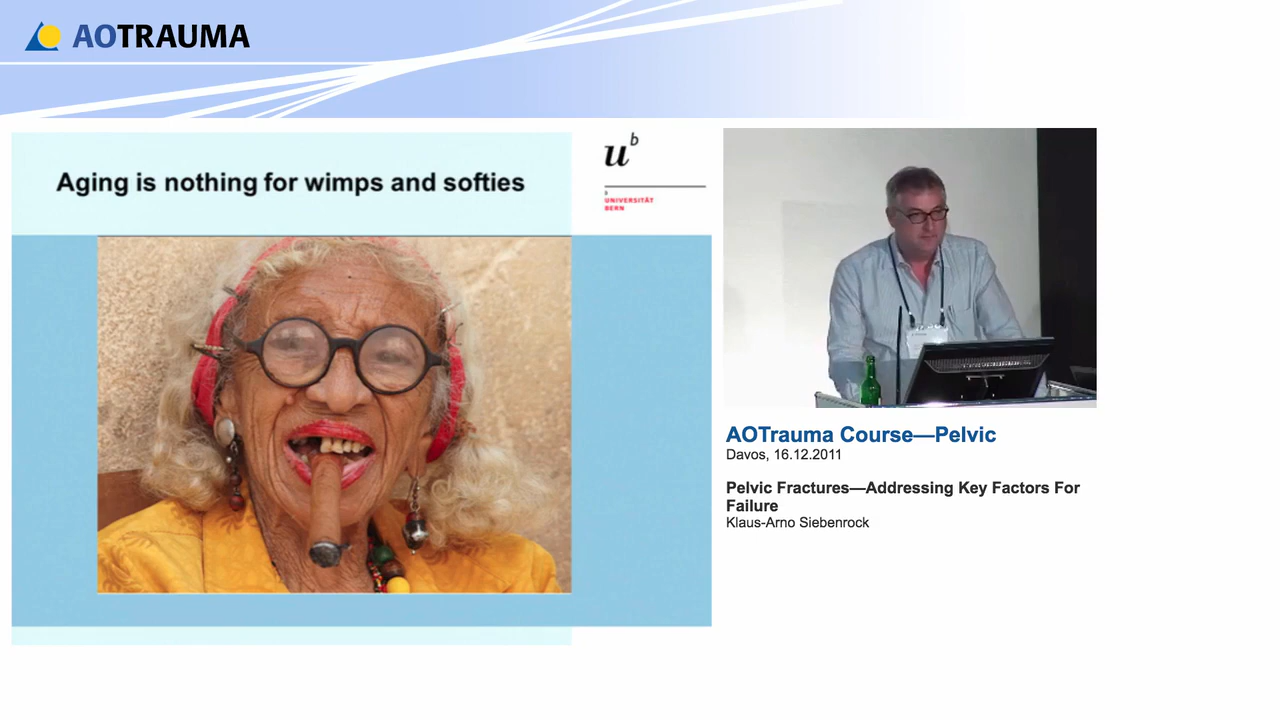 AOTRAUMA
Aging is nothing for wimps and softies
u b
b
UNIVERSITÄT
BERN
AOTrauma Course—Pelvic
Davos, 16.12.2011
Pelvic Fractures—Addressing Key Factors For
Failure
Klaus-Arno Siebenrock